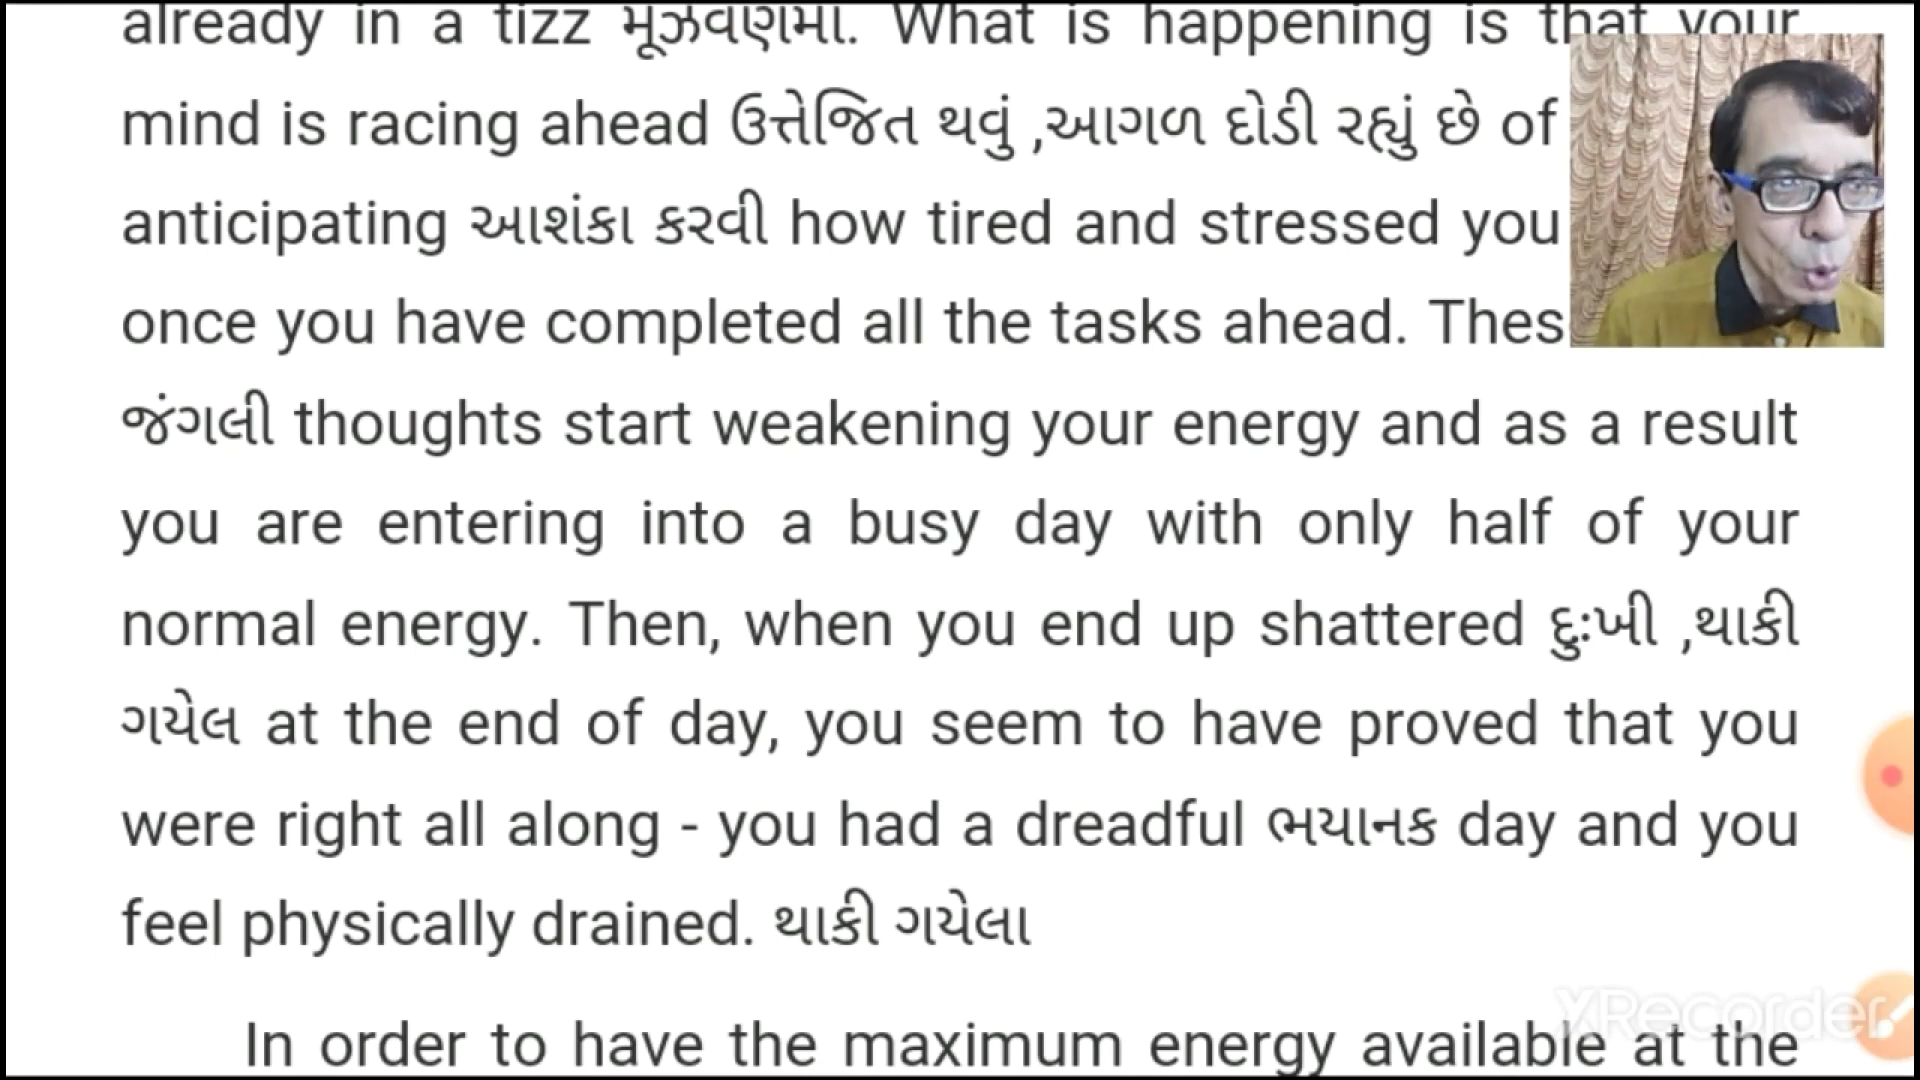 already in a tizz મૂંઝવણમાં. What is happening is that your
mind is racing ahead ઉત્તેજિત થવું ,આગળ દોડી રહ્યું છે of
anticipating આશંકા કરવી how tired and stressed you
once you have completed all the tasks ahead. Thes
જંગલી thoughts start weakening your energy and as a result
you are entering into a busy day with only half of your
normal energy. Then, when you end up shattered દુઃખી ,થાકી
ગયેલ at the end of day, you seem to have proved that you
were right all along - you had a dreadful ભયાનક day and you
feel physically drained. થાકી ગયેલા
In order to have the maximum energy available at the
XRecorder